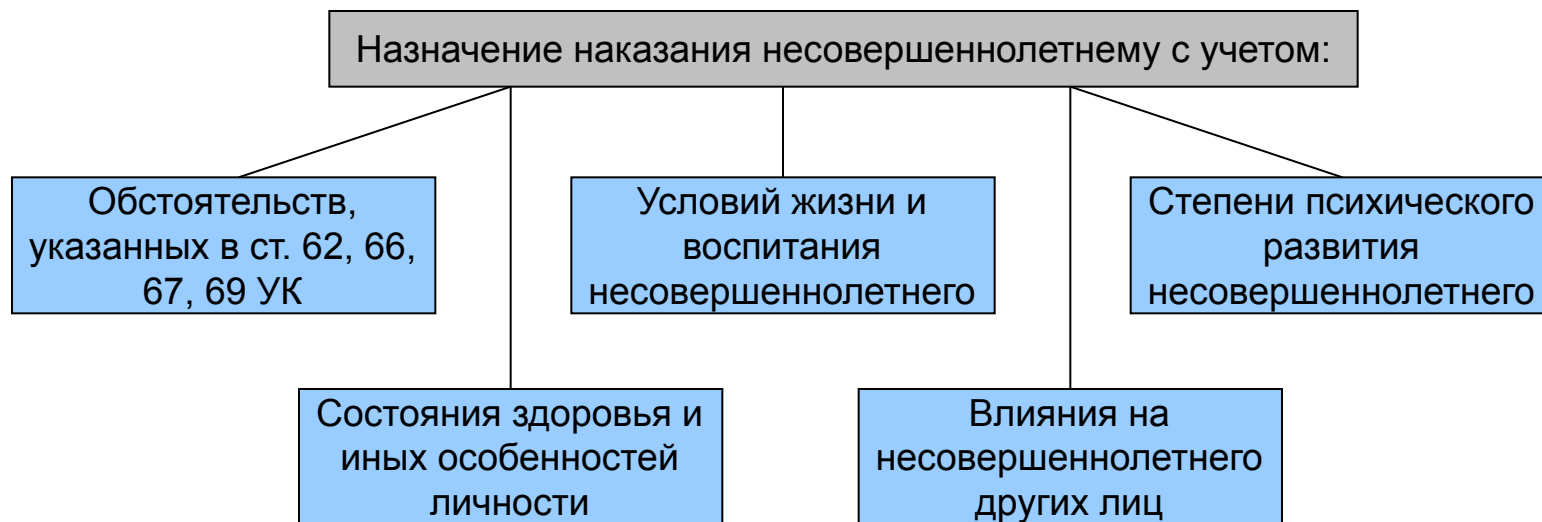 Назначение наказания несовершеннолетнему с учетом:
Обстоятельств,
указанных в ст. 62, 66,
67, 69 УК
Условий жизни и
воспитания
несовершеннолетнего
Степени психического
развития
несовершеннолетнего
Состояния здоровья и
иных особенностей
личности
Влияния на
несовершеннолетнего
других лиц